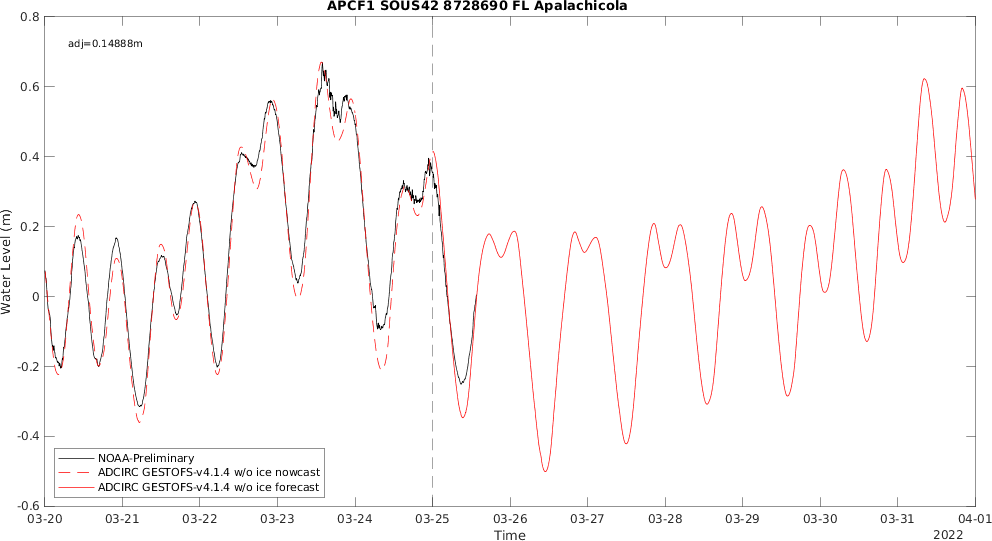 APCF1 SOUS42 8728690 FL Apalachicola
adj=0.14888m
0.8
0.6
0.4
0.2
0
-0.2
-0.4
-0.6
Water Level (m)
NOAA-Preliminary
ADCIRC GESTOFS-v4.1.4 w/o ice nowcast
ADCIRC GESTOFS-v4.1.4 w/o ice forecast
03-20 03-21 03-22 03-23 03-24 03-25 03-26 03-27 03-28 03-29 03-30 03-31 04-01
Time
2022